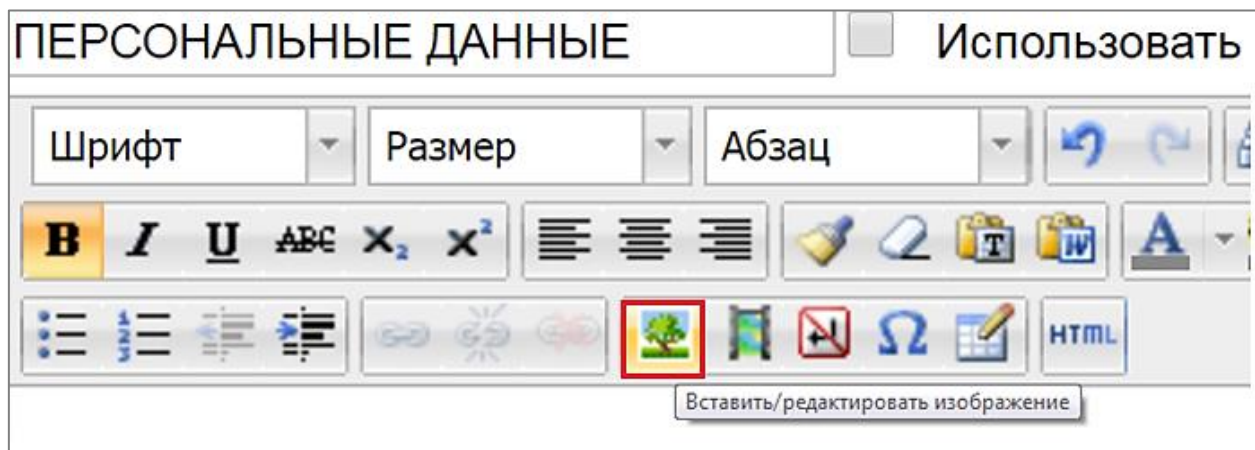 ПЕРСОНАЛЬНЫЕ ДАННЫЕ Использовать
Шрифт Размер Абзац
B I U ABC X₂ X² T W A
HTML
Вставить/редактировать изображение